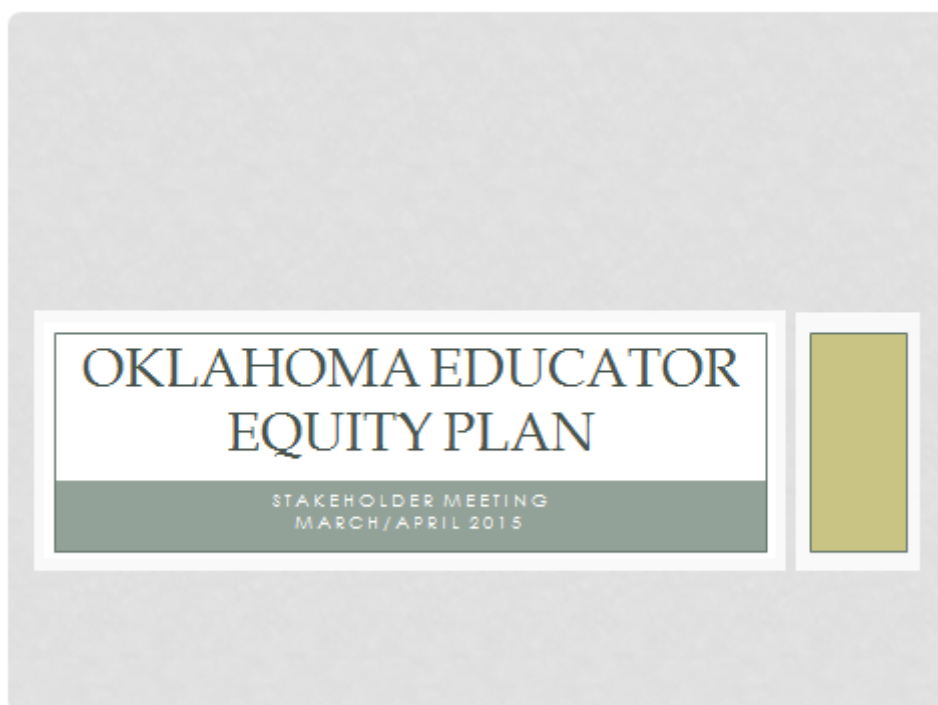 OKLAHOMA EDUCATOR
EQUITY PLAN
STAKEHOLDER MEETING
MARCH/APRIL 2015